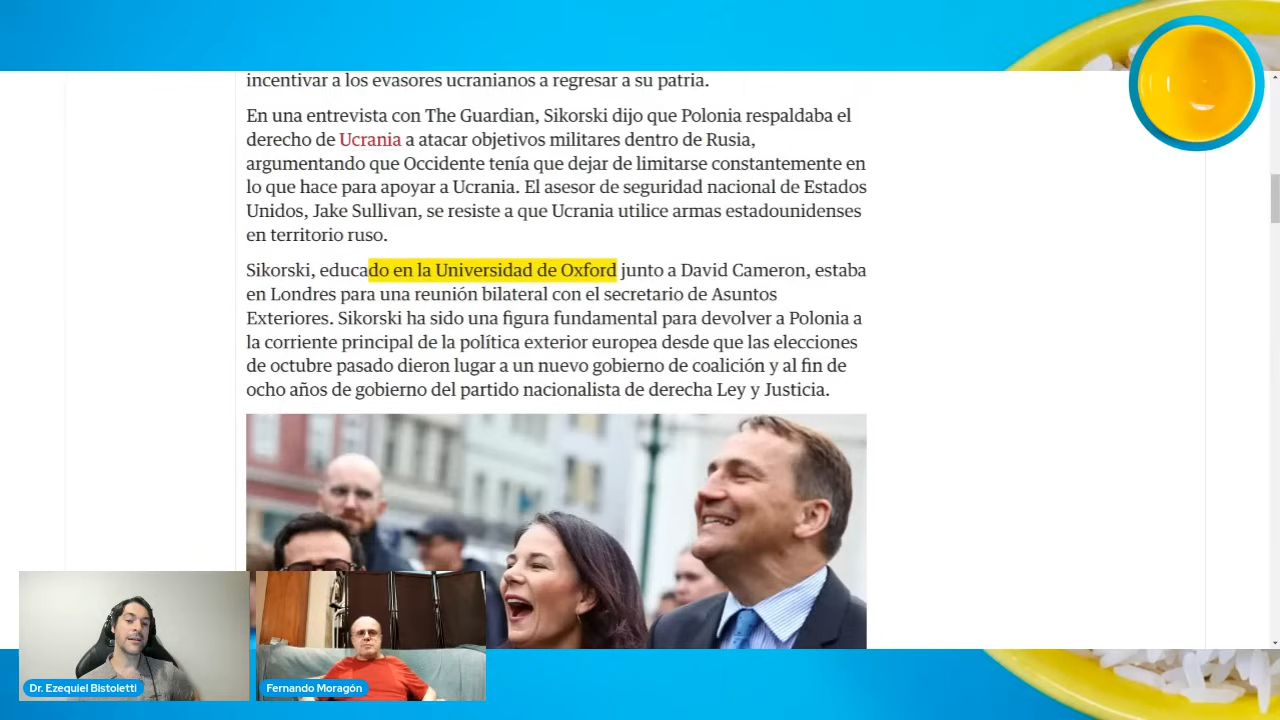 incentivar a los evasores ucranianos a regresar a su patria.
En una entrevista con The Guardian, Sikorski dijo que Polonia respaldaba el
derecho de Ucrania a atacar objetivos militares dentro de Rusia,
argumentando que Occidente tenía que dejar de limitarse constantemente en
lo que hace para apoyar a Ucrania. El asesor de seguridad nacional de Estados
Unidos, Jake Sullivan, se resiste a que Ucrania utilice armas estadounidenses
en territorio ruso.
Sikorski, educado en la Universidad de Oxford junto a David Cameron, estaba
en Londres para una reunión bilateral con el secretario de Asuntos
Exteriores. Sikorski ha sido una figura fundamental para devolver a Polonia a
la corriente principal de la política exterior europea desde que las elecciones
de octubre pasado dieron lugar a un nuevo gobierno de coalición y al fin de
ocho años de gobierno del partido nacionalista de derecha Ley y Justicia.
Dr. Ezequiel Bistoletti
Fernando Moragón